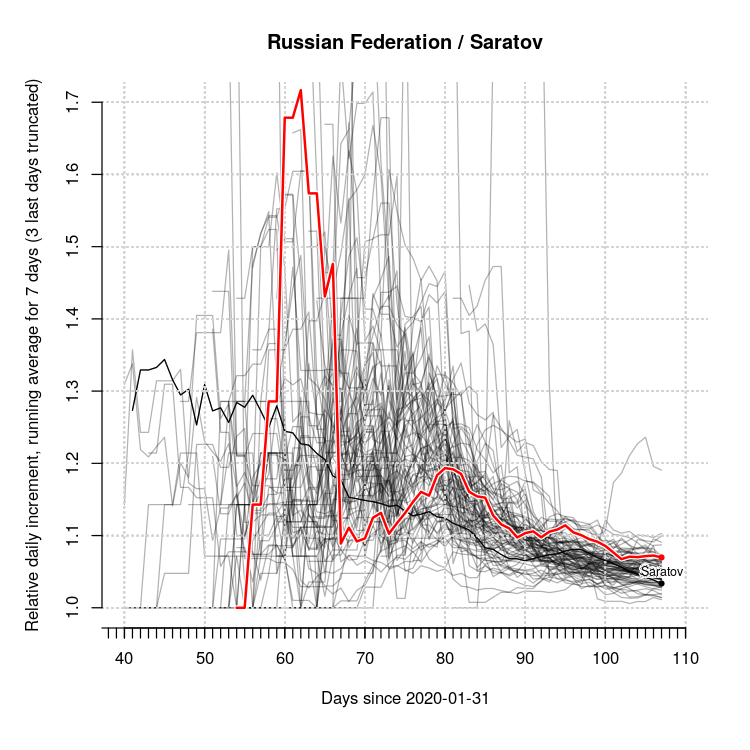 Russian Federation / Saratov
Relative daily increment, running average for 7 days (3 last days truncated)
1.7
1.6
1.5
1.4
1.3
1.2
1.1
1.0
Saratov
40 50 60 70 80 90 100 110
Days since 2020-01-31